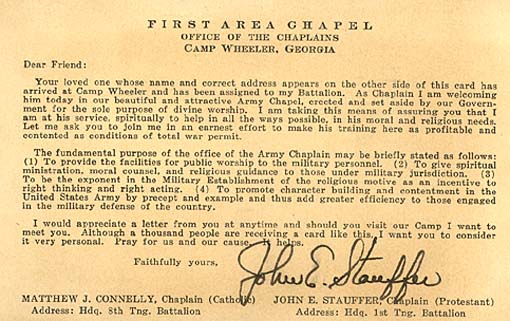 FIRST AREA CHAPEL
OFFICE OF THE CHAPLAINS
CAMP WHEELER, GEORGIA
Dear Friend:
Your loved one whose name and correct address appears on the other side of this card has
arrived at Camp Wheeler and has been assigned to my Battalion. As Chaplain I am welcoming
him today in our beautiful and attractive Army Chapel, erected and set aside by our Govern-
ment for the sole purpose of divine worship. I am taking this means of assuring you that I
am at his service, spiritually to help in all the ways possible, in his moral and religious needs.
Let me ask you to join me in an earnest effort to make his training here as profitable and
contented as conditions of total war permit.
The fundamental purpose of the office of the Army Chaplain may be briefly stated as follows:
(1) To provide the facilities for public worship to the military personnel. (2) To give spiritual
ministration, moral counsel, and religious guidance to those under military jurisdiction. (3)
To be the exponent in the Military Establishment of the religious motive as an incentive to
right thinking and right acting. (4) To promote character building and contentment in the
United States Army by precept and example and thus add greater efficiency to those engaged
in the military defense of the country.
I would appreciate a letter from you at anytime and should you visit our Camp I want to
meet you. Although a thousand people are receiving a card like this, I want you to consider
it very personal. Pray for us and our cause. It helps.
Faithfully yours,
John E. Stauffer
MATTHEW J. CONNELLY, Chaplain (Catholic) JOHN E. STAUFFER, Chaplain (Protestant)
Address: Hdq. 8th Tng. Battalion Address: Hdq. 1st Tng. Battalion